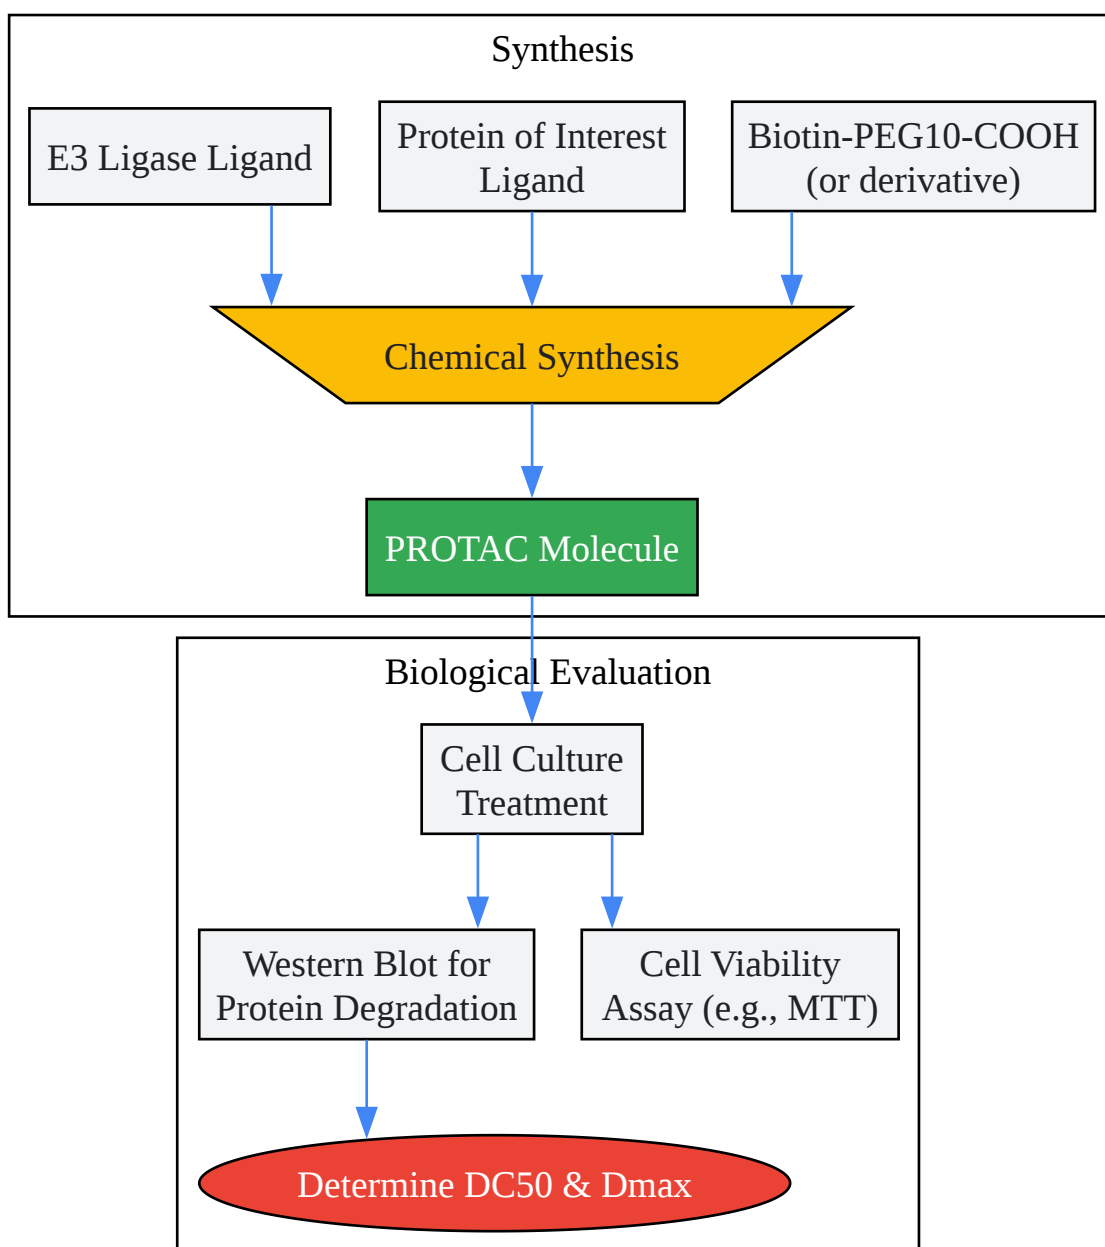 Synthesis
E3 Ligase Ligand
Protein of Interest
Ligand
Biotin-PEG10-COOH
(or derivative)
Chemical Synthesis
PROTAC Molecule
Biological Evaluation
Cell Culture
Treatment
Western Blot for
Protein Degradation
Cell Viability
Assay (e.g., MTT)
Determine DC50 & Dmax